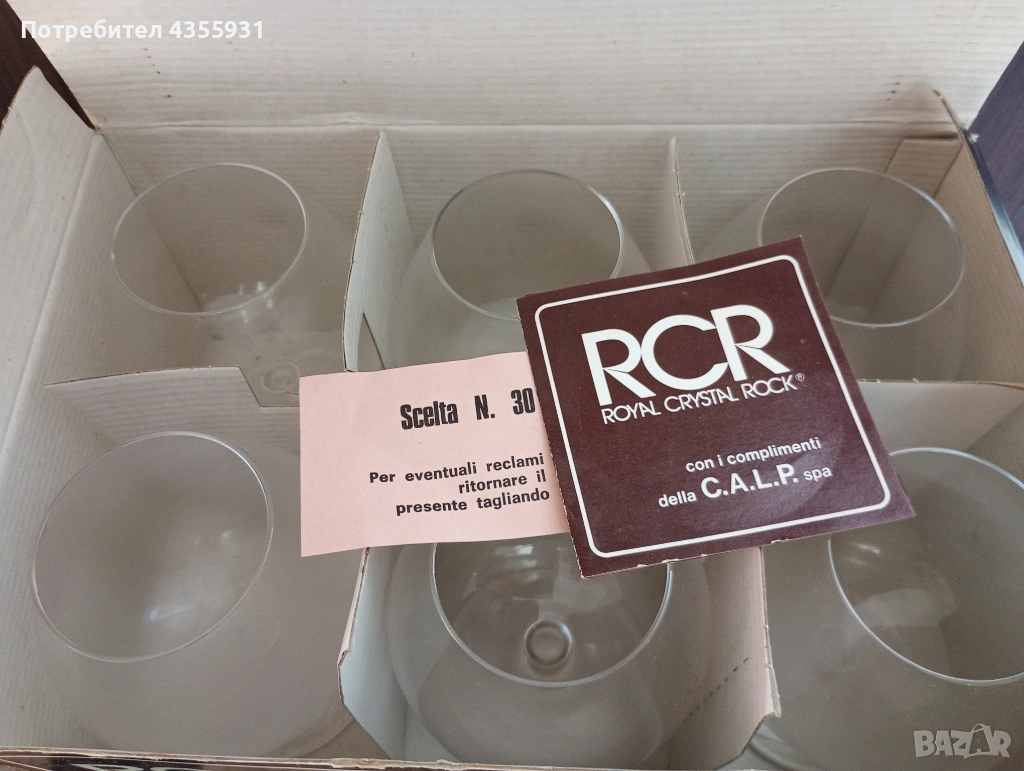 Потребител 4355931
RCR
ROYAL CRYSTAL ROCK®
con i complimenti
della C.A.L.P. spa
Scelta N. 30
Per eventuali reclami
ritornare il
presente tagliando
BAZAR